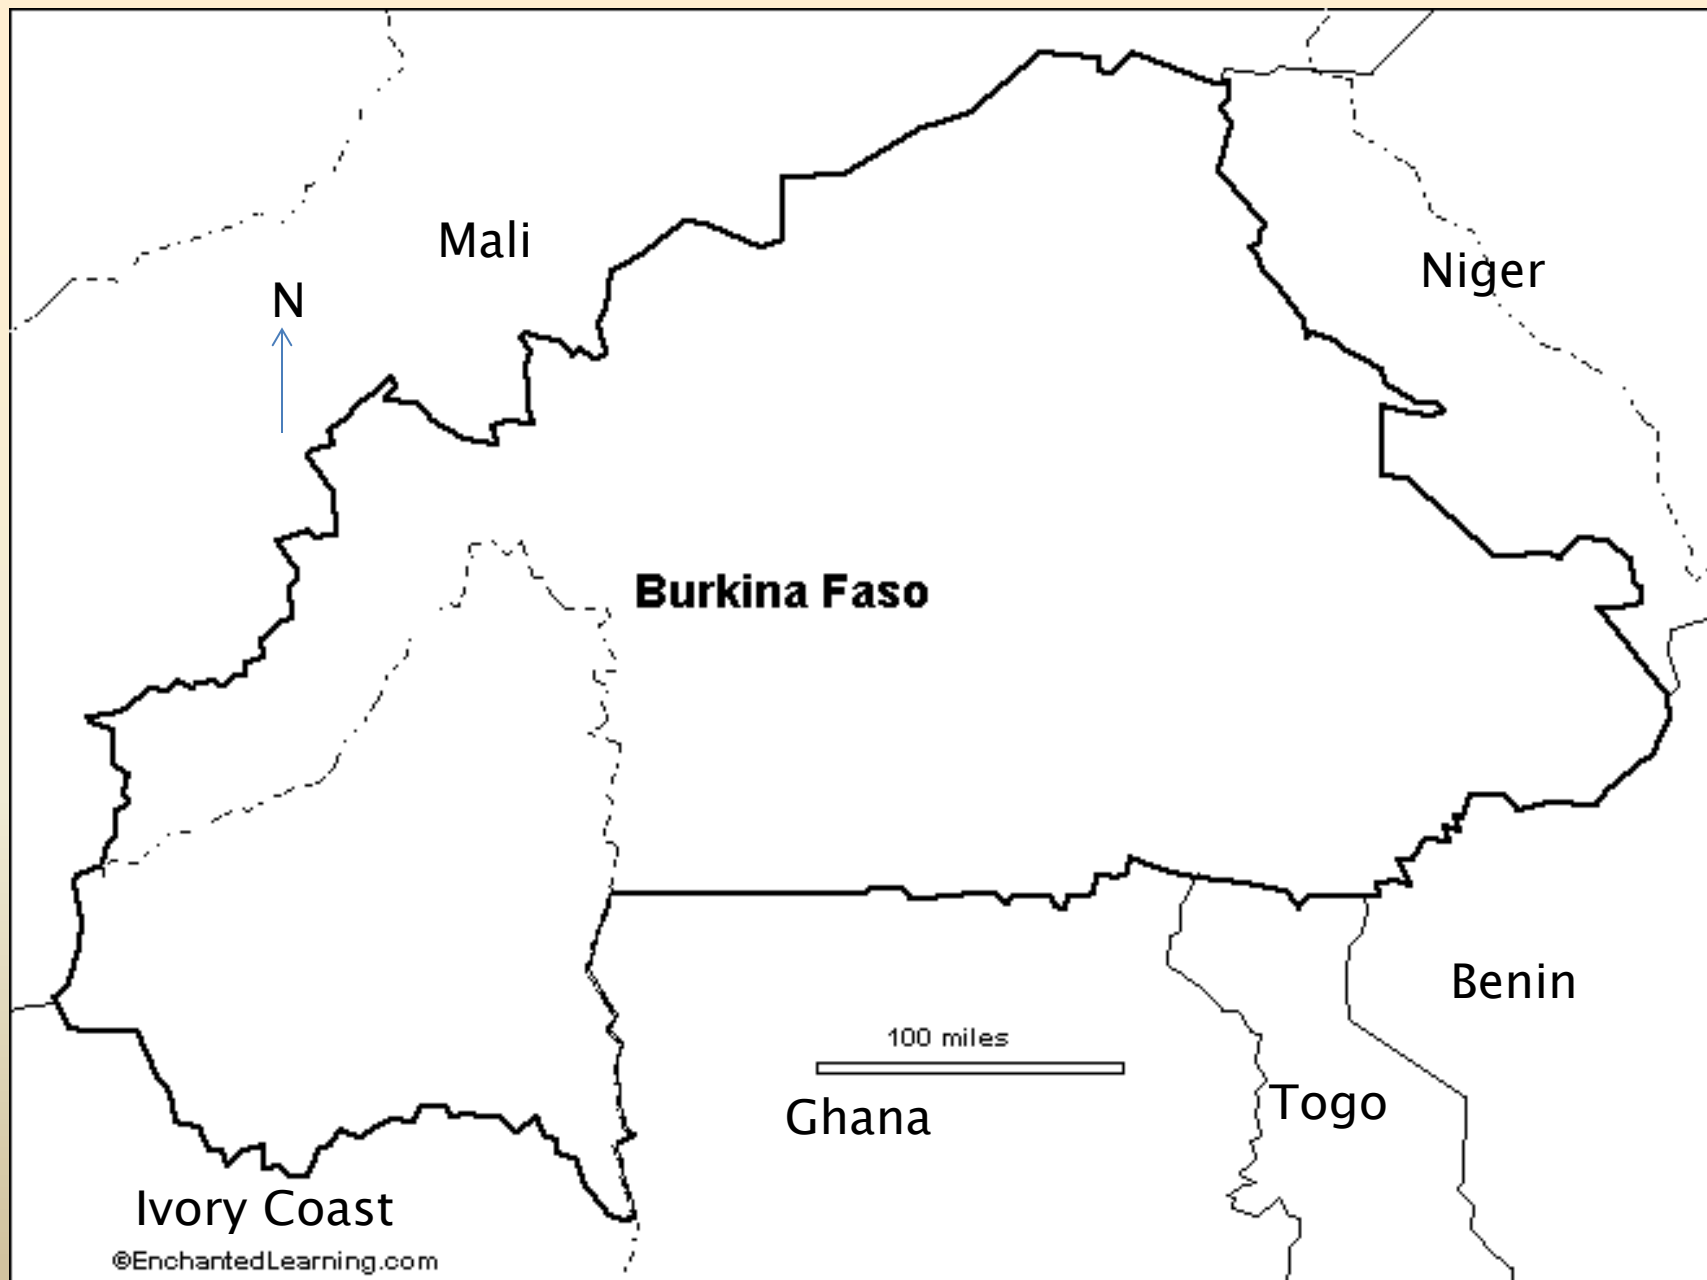 Mali
Niger
N
Burkina Faso
Benin
100 miles
Togo
Ghana
Ivory Coast
©EnchantedLearning.com